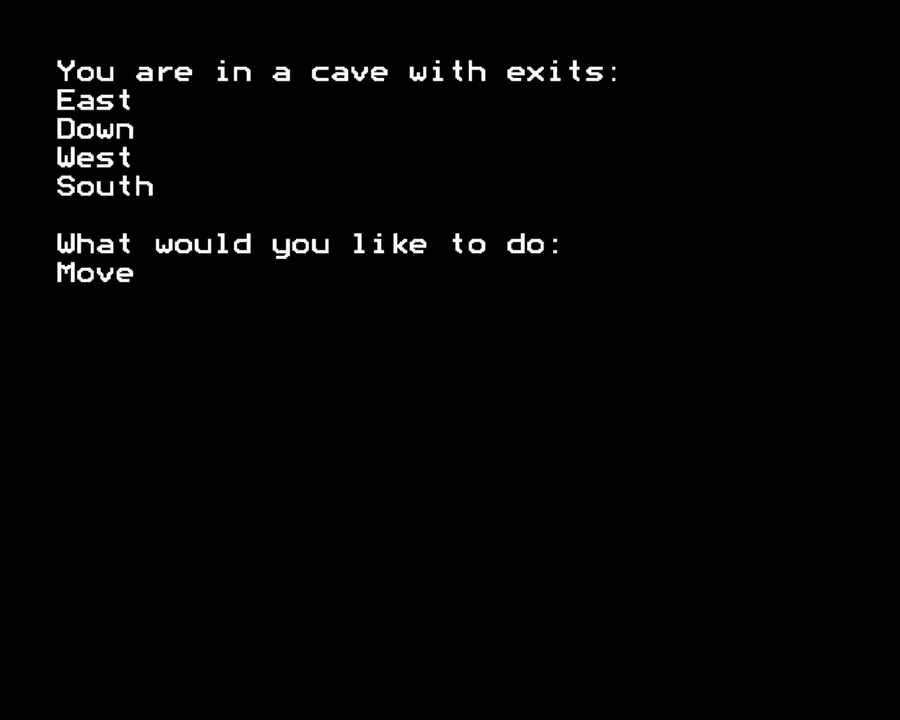 You are in a cave with exits:
East
Down
West
South
What would you like to do:
Move